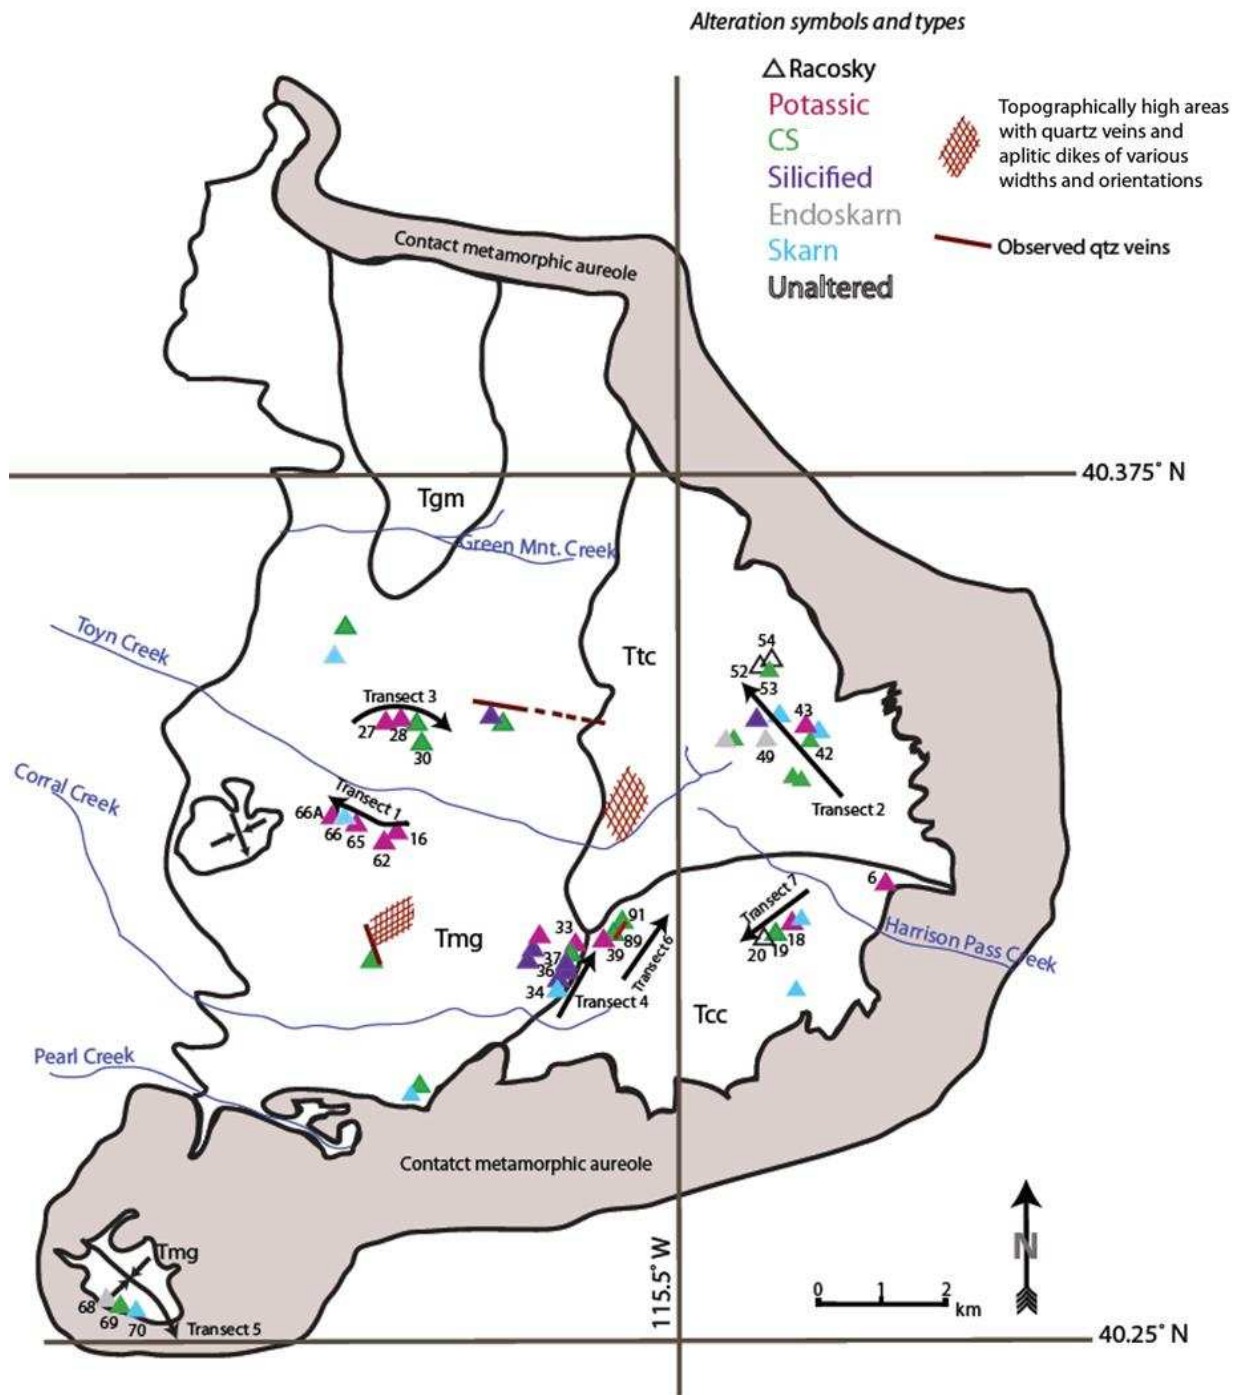 Alteration symbols and types
Racosky
Potassic
CS
Silicified
Endoskarn
Skarn
Unaltered
Topographically high areas
with quartz veins and
aplitic dikes of various
widths and orientations
Observed qtz veins
Contact metamorphic aureole
40.375° N
Tgm
Green Mnt. Creek
Toyn Creek
Ttc
54
52
53
Transect 3
27
28
30
43
49
42
Corral Creek
Transect 1
Transect 2
66A
66
65
62
16
6
Transect 7
91
33
89
39
18
19
20
Harrison Pass Creek
Tmg
37
36
34
Transect 6
Transect 4
Tcc
Pearl Creek
Contatct metamorphic aureole
N
115.5° W
Tmg
68
69
70
Transect 5
0 1 2
km
40.25° N